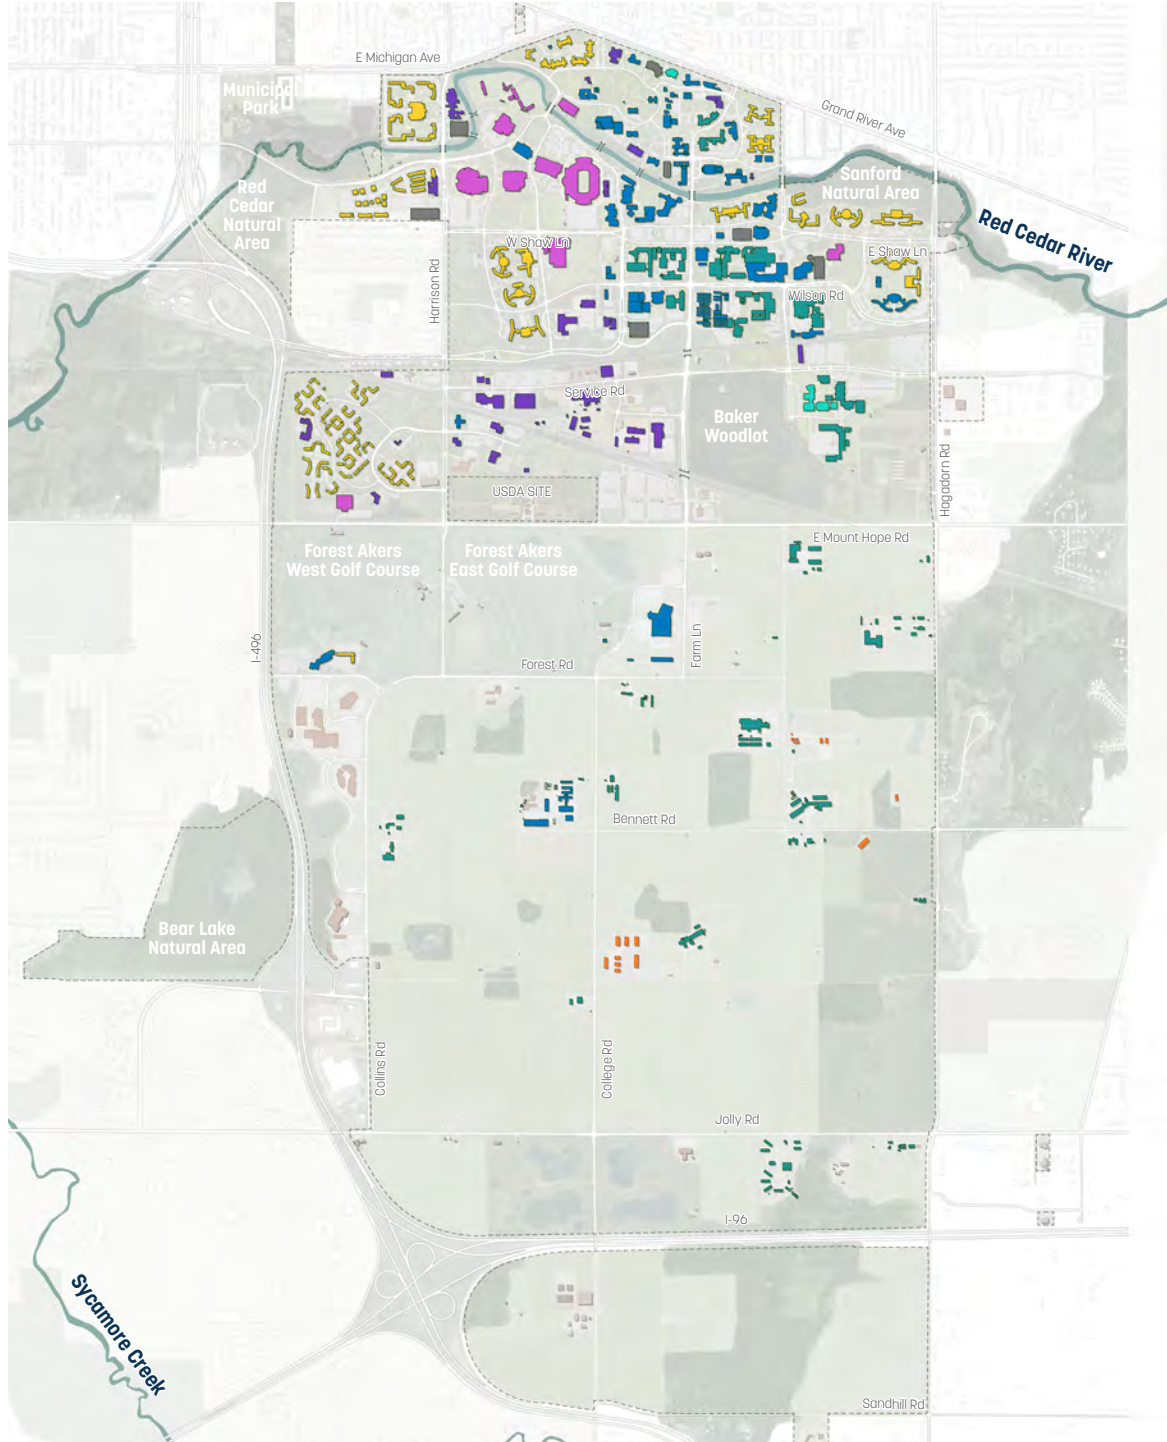 E Michigan Ave
Municipal
Park
Grand River Ave
Red
Cedar
Natural
Area
Sanford
Natural Area
Red Cedar River
W Shaw Ln
E Shaw Ln
Harrison Rd
Wilson Rd
Service Rd
Baker
Woodlot
Hagadorn Rd
USDA SITE
E Mount Hope Rd
Forest Akers
West Golf Course
Forest Akers
East Golf Course
I-496
Farm Ln
Forest Rd
Bennett Rd
Bear Lake
Natural Area
Collins Rd
College Rd
Jolly Rd
I-96
Sycamore Creek
Sandhill Rd